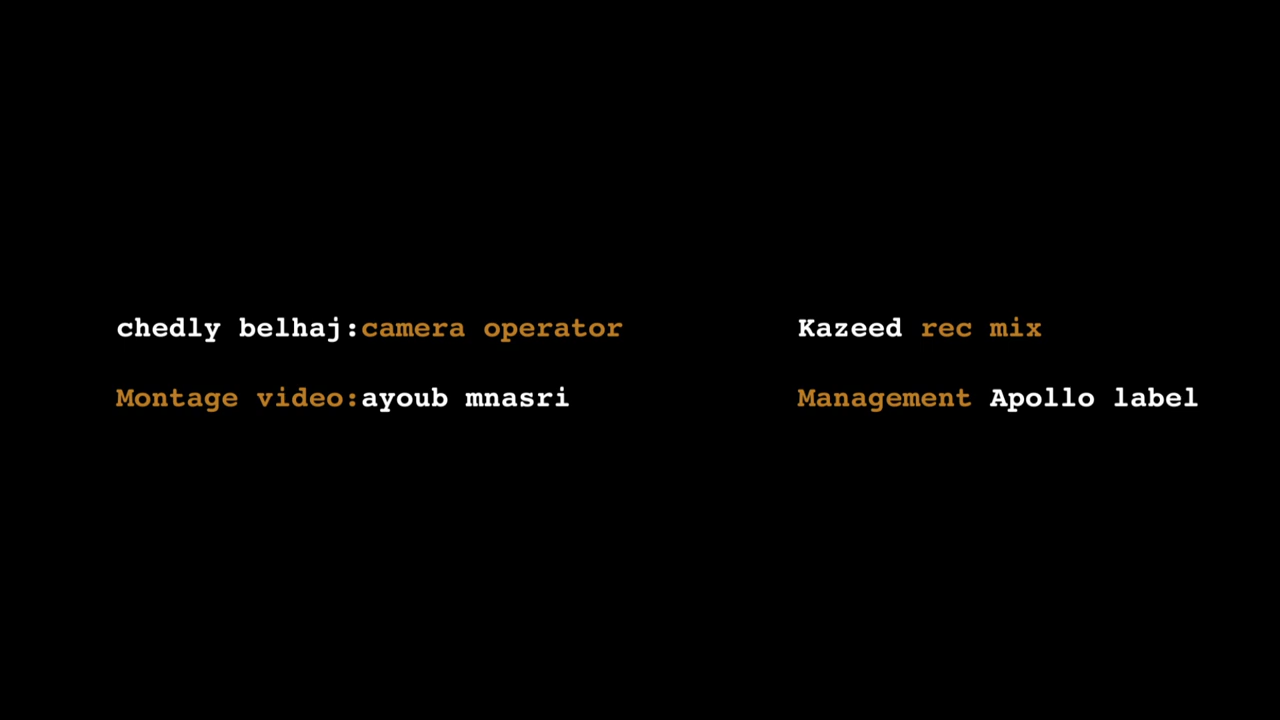 chedly belhaj:camera operator
Montage video:ayoub mnasri
Kazeed rec mix
Management Apollo label